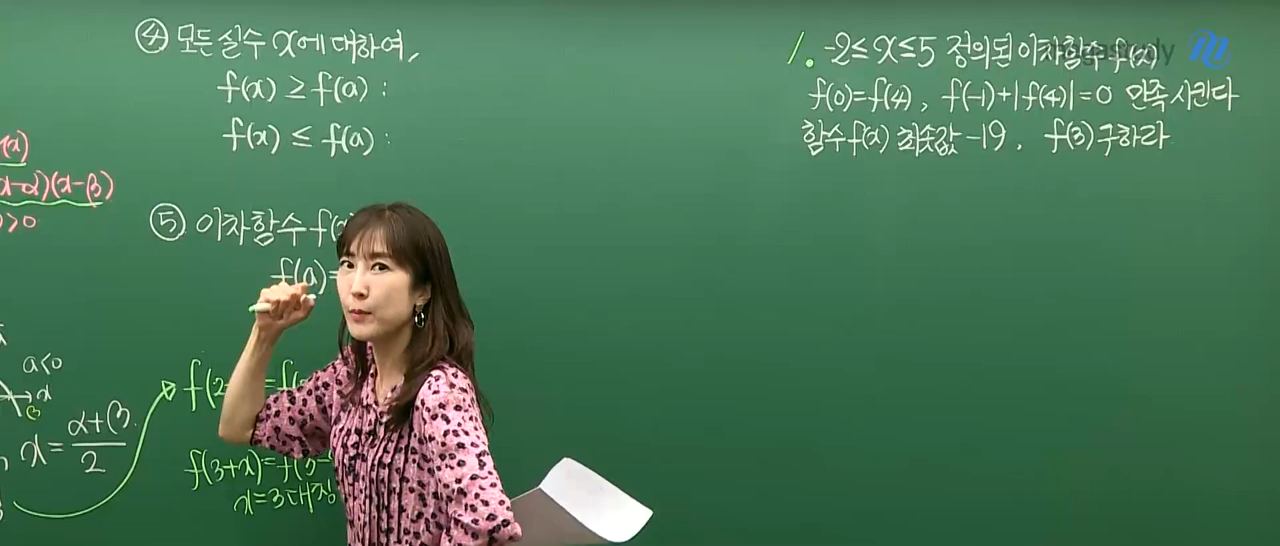 ④ 모든 실수 x에 대하여,
f(x) ≥ f(a) :
f(x) ≤ f(a) :
⑤ 이차함수 f(x
f(a)=
(x-α)(x-β)
>0
a<0
x
β
x = (α+β)/2
f(2
= f(
f(3+x)=f(3-
x=3 대칭
1. -2≤x≤5 정의된 이차함수 f(x)
f(0)=f(4), f(-1)+|f(4)|=0 만족시킨다
함수 f(x) 최솟값 -19, f(3) 구하라
megastudy